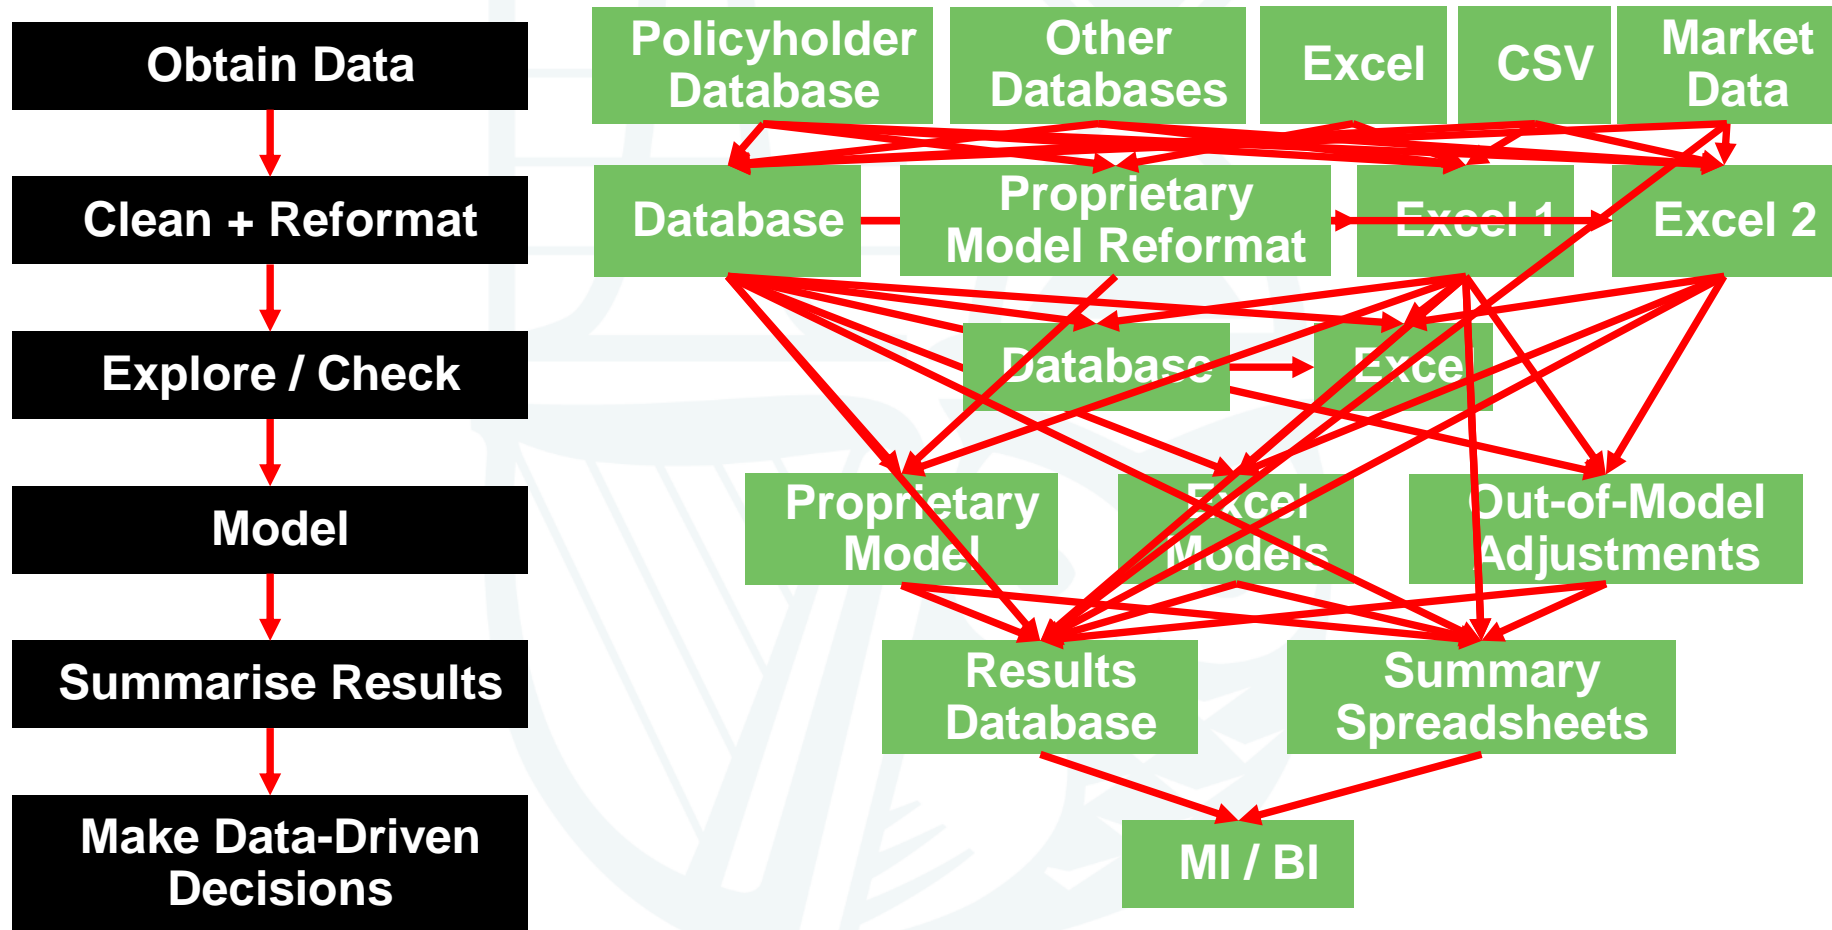 Obtain Data
Clean + Reformat
Explore / Check
Model
Summarise Results
Make Data-Driven
Decisions
Policyholder
Database
Other
Databases
Excel
CSV
Market
Data
Database
Proprietary
Model Reformat
Excel 1
Excel 2
Database
Excel
Proprietary
Model
Excel
Models
Out-of-Model
Adjustments
Results
Database
Summary
Spreadsheets
MI / BI